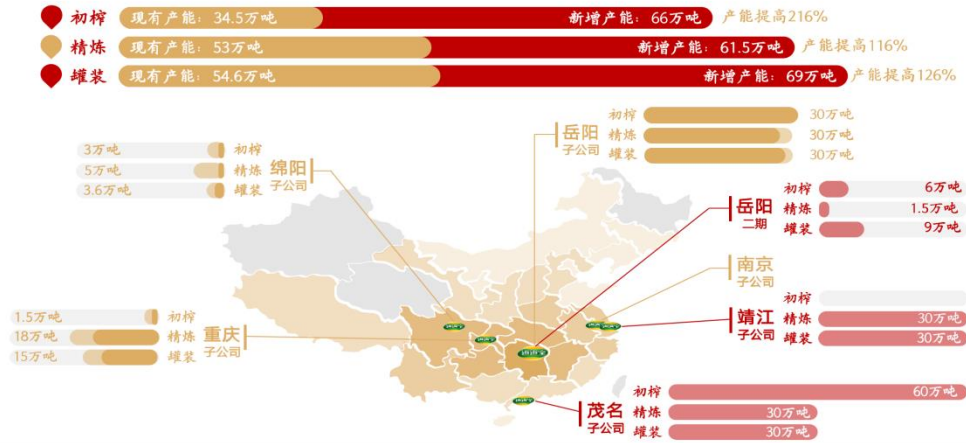 初榨 现有产能：34.5万吨 新增产能：66万吨 产能提高216%
精炼 现有产能：53万吨 新增产能：61.5万吨 产能提高116%
罐装 现有产能：54.6万吨 新增产能：69万吨 产能提高126%
岳阳
子公司
初榨 30万吨
精炼 30万吨
罐装 30万吨
绵阳
子公司
3万吨 初榨
5万吨 精炼
3.6万吨 罐装
岳阳
二期
初榨 6万吨
精炼 1.5万吨
罐装 9万吨
南京
子公司
靖江
子公司
初榨
精炼 30万吨
罐装 30万吨
重庆
子公司
1.5万吨 初榨
18万吨 精炼
15万吨 罐装
道道全
茂名
子公司
初榨 60万吨
精炼 30万吨
罐装 30万吨